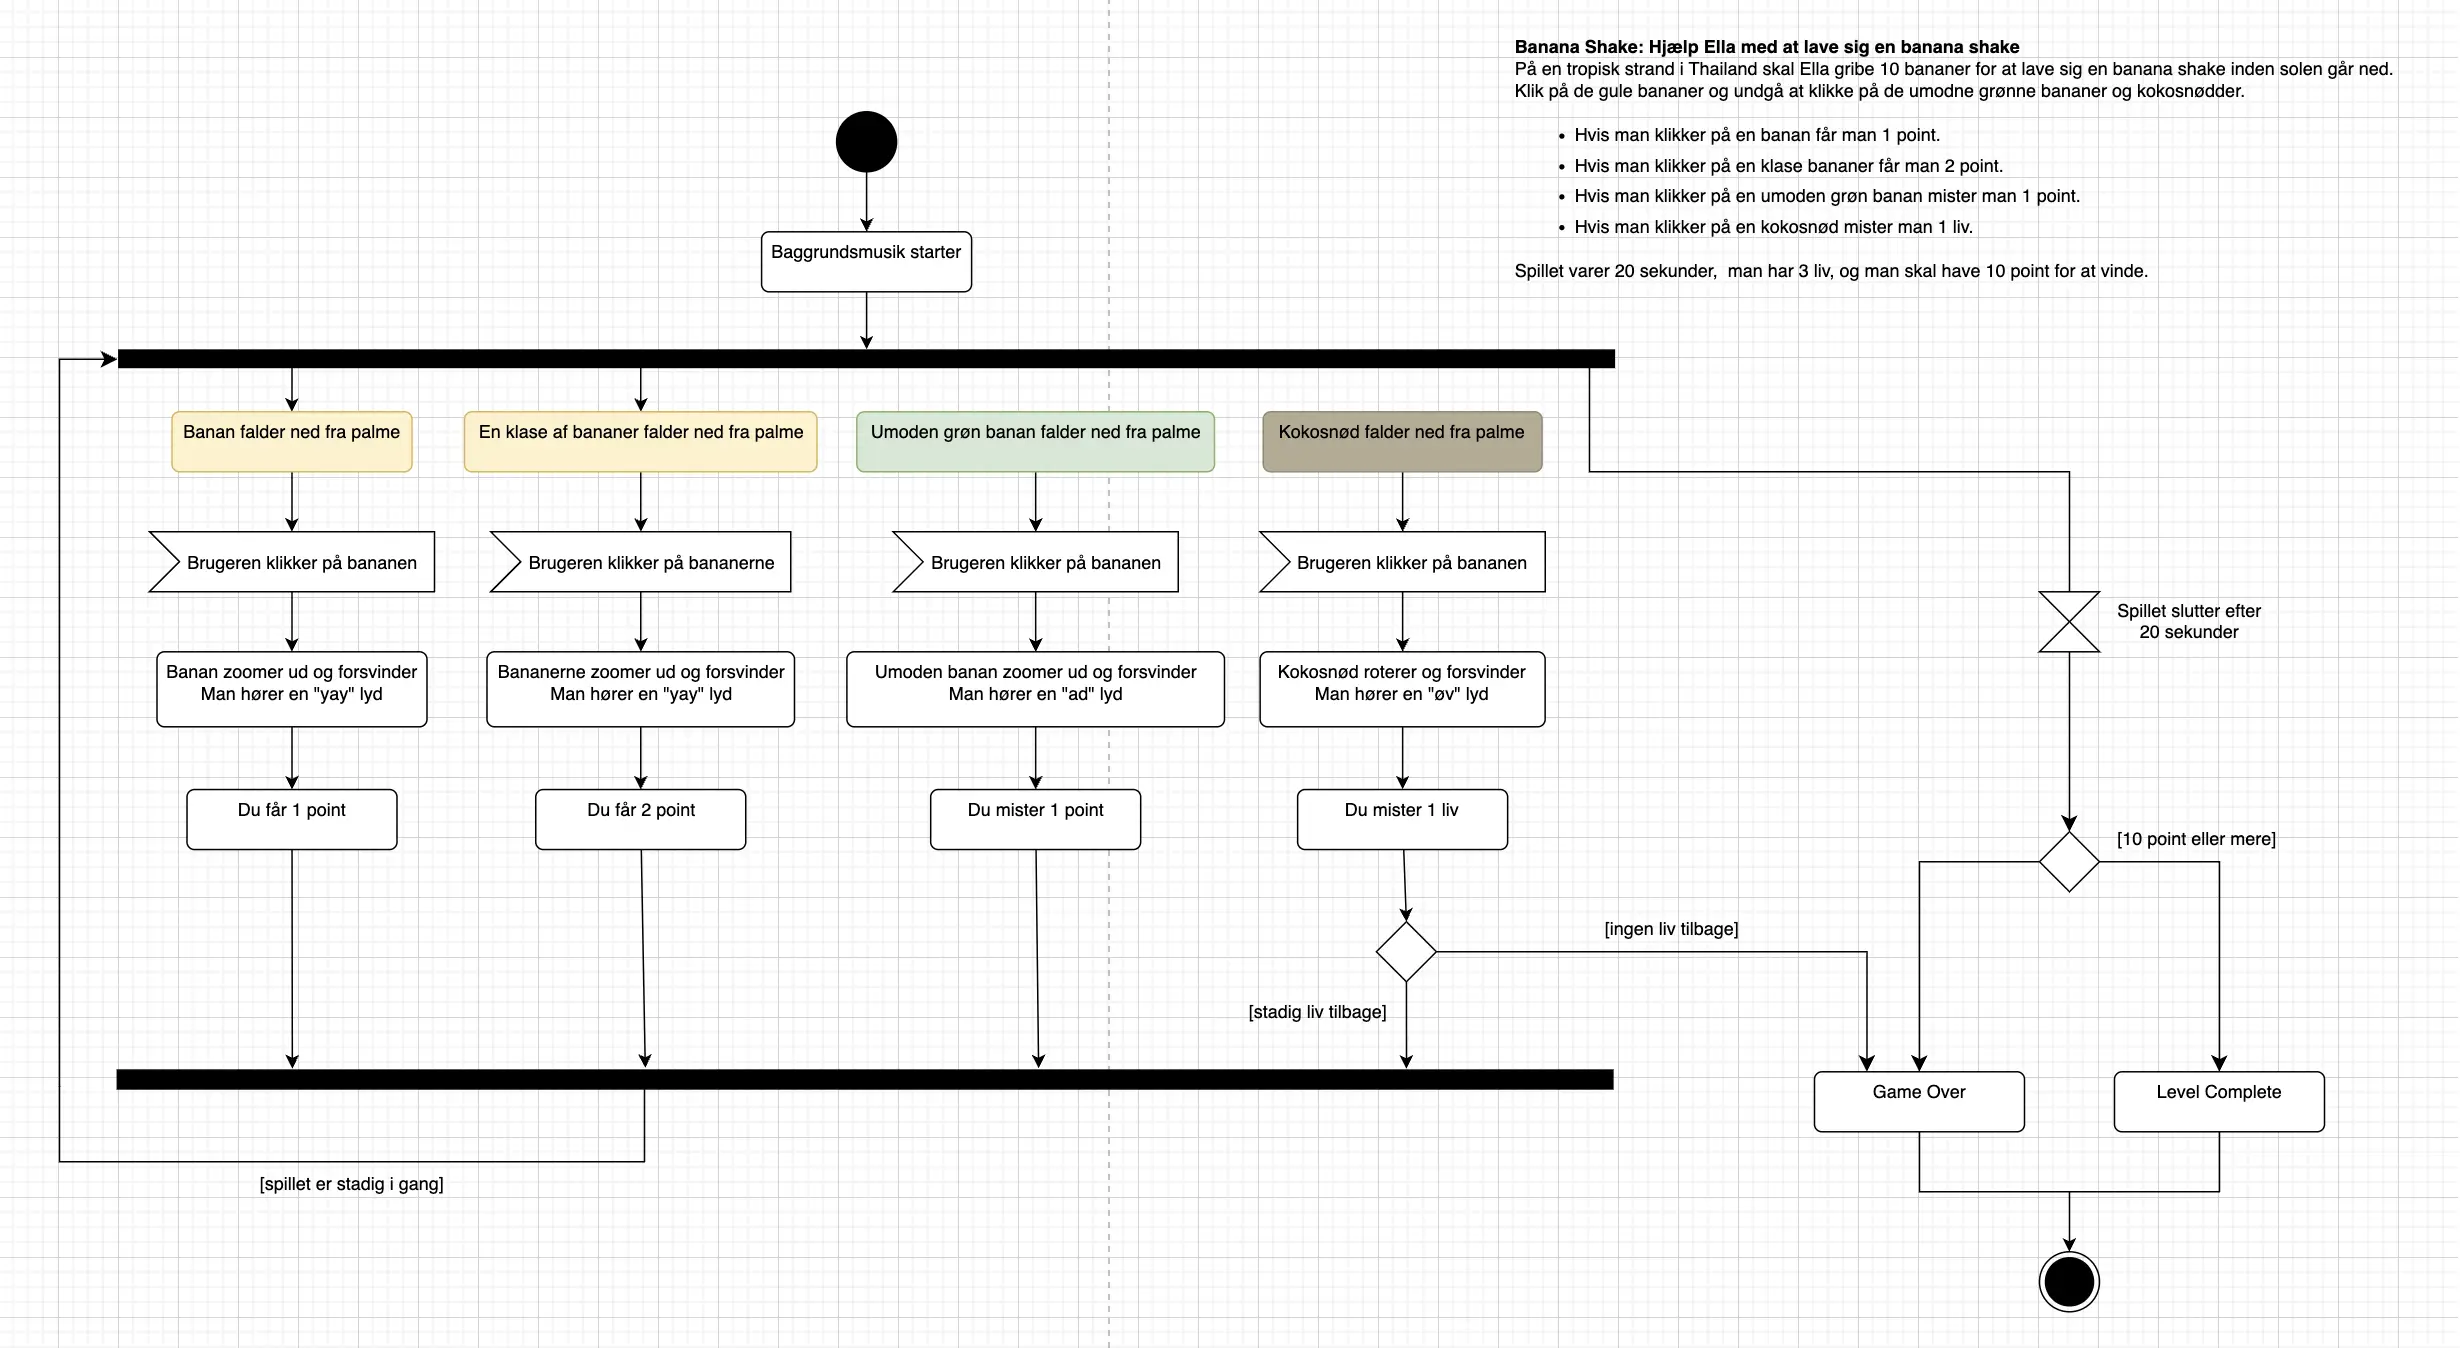 Banana Shake: Hjælp Ella med at lave sig en banana shake
På en tropisk strand i Thailand skal Ella gribe 10 bananer for at lave sig en banana shake inden solen går ned.
Klik på de gule bananer og undgå at klikke på de umodne grønne bananer og kokosnødder.
• Hvis man klikker på en banan får man 1 point.
• Hvis man klikker på en klase bananer får man 2 point.
• Hvis man klikker på en umoden grøn banan mister man 1 point.
• Hvis man klikker på en kokosnød mister man 1 liv.
Spillet varer 20 sekunder, man har 3 liv, og man skal have 10 point for at vinde.
Baggrundsmusik starter
Banan falder ned fra palme
En klase af bananer falder ned fra palme
Umoden grøn banan falder ned fra palme
Kokosnød falder ned fra palme
Brugeren klikker på bananen
Brugeren klikker på bananerne
Brugeren klikker på bananen
Brugeren klikker på bananen
Spillet slutter efter
20 sekunder
Banan zoomer ud og forsvinder
Man hører en "yay" lyd
Bananerne zoomer ud og forsvinder
Man hører en "yay" lyd
Umoden banan zoomer ud og forsvinder
Man hører en "ad" lyd
Kokosnød roterer og forsvinder
Man hører en "øv" lyd
Du får 1 point
Du får 2 point
Du mister 1 point
Du mister 1 liv
[10 point eller mere]
[ingen liv tilbage]
[stadig liv tilbage]
Game Over
Level Complete
[spillet er stadig i gang]